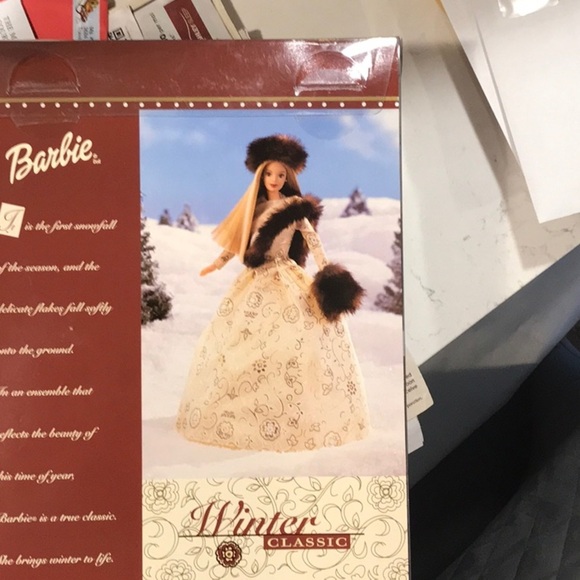 Barbie
It is the first snowfall
of the season, and the
delicate flakes fall softly
onto the ground.
In an ensemble that
reflects the beauty of
his time of year,
Barbie® is a true classic.
She brings winter to life.
Winter
CLASSIC